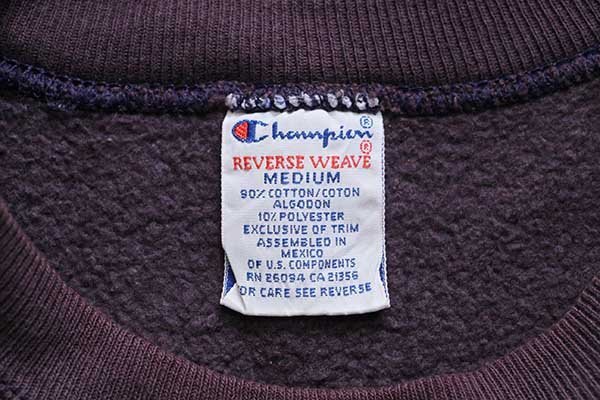 Champion®
REVERSE WEAVE®
MEDIUM
90% COTTON/COTON
ALGODON
10% POLYESTER
EXCLUSIVE OF TRIM
ASSEMBLED IN
MEXICO
OF U.S. COMPONENTS
RN 26094 CA 21356
OR CARE SEE REVERSE